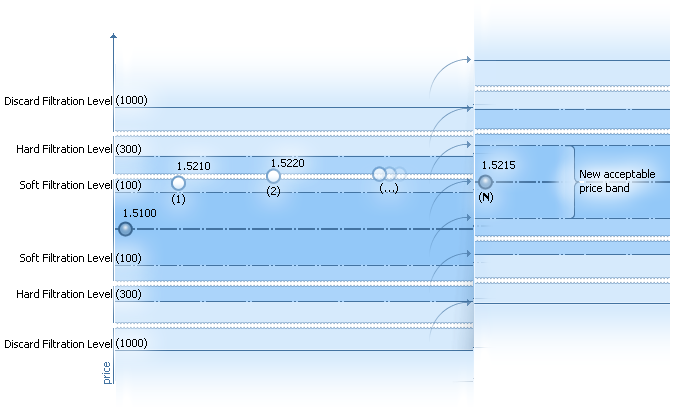 Discard Filtration Level (1000)
Hard Filtration Level (300)
1.5210
1.5220
1.5215
Soft Filtration Level (100)
(1)
(2)
(...)
(N)
New acceptable
price band
1.5100
Soft Filtration Level (100)
Hard Filtration Level (300)
Discard Filtration Level (1000)
price